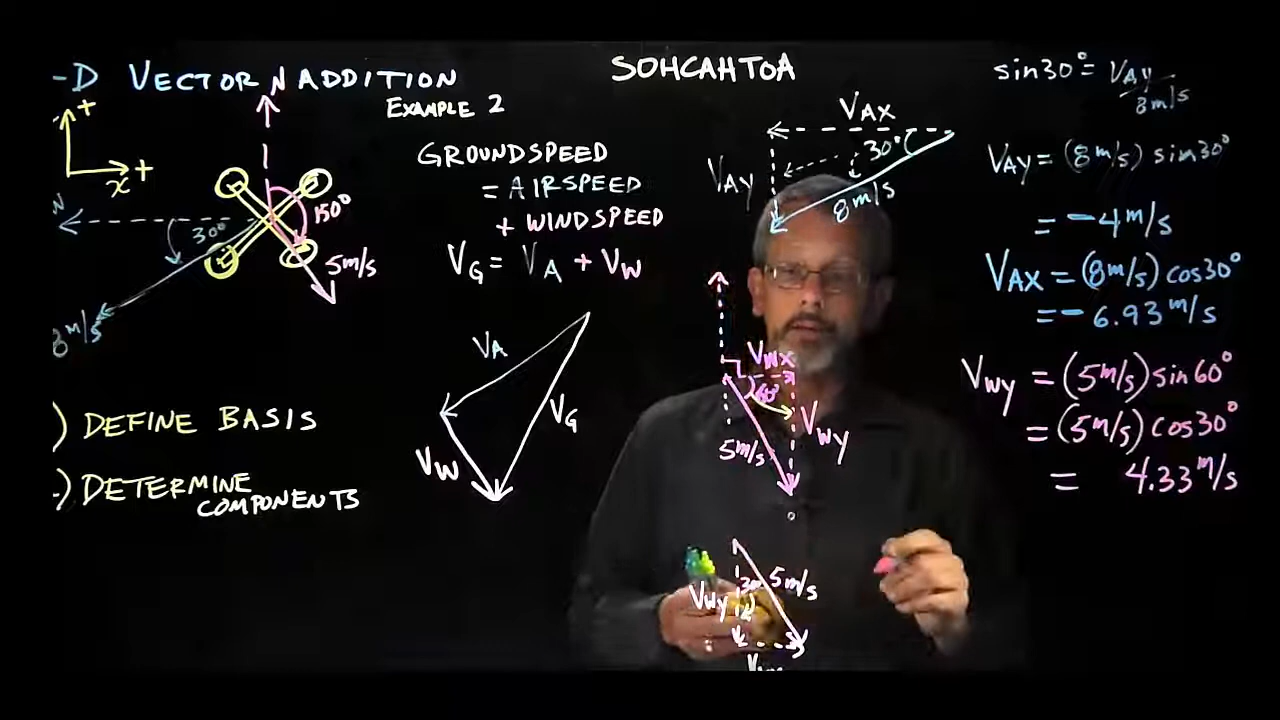 -D VECTOR ADDITION
EXAMPLE 2
N
+
x +
N
30°
150°
5m/s
8m/s
) DEFINE BASIS
) DETERMINE
COMPONENTS
GROUNDSPEED
= AIRSPEED
+ WINDSPEED
VG = VA + VW
VA
VG
VW
SOHCAHTOA
VAX
30°
VAY
8m/s
VWX
60°
VWY
5m/s
30
5m/s
VWY
sin30° = VAY
8m/s
VAY = (8m/s) sin30°
= -4m/s
VAX = (8m/s) cos30°
= -6.93m/s
VWY = (5m/s) sin60°
= (5m/s) cos30°
= 4.33m/s